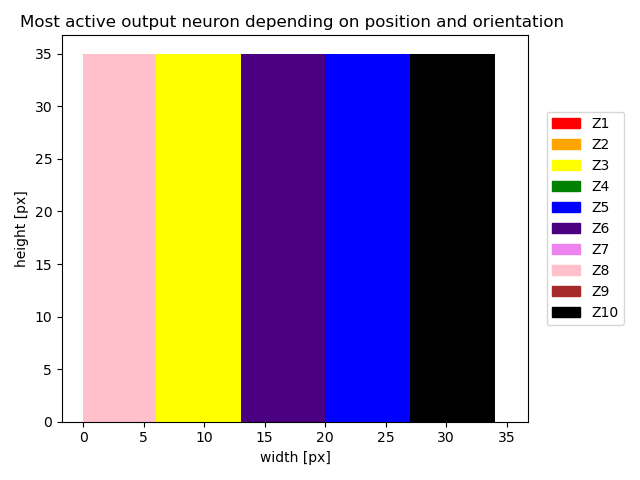 Most active output neuron depending on position and orientation
35
30
25
20
15
10
5
0
height [px]
0 5 10 15 20 25 30 35
width [px]
Z1
Z2
Z3
Z4
Z5
Z6
Z7
Z8
Z9
Z10